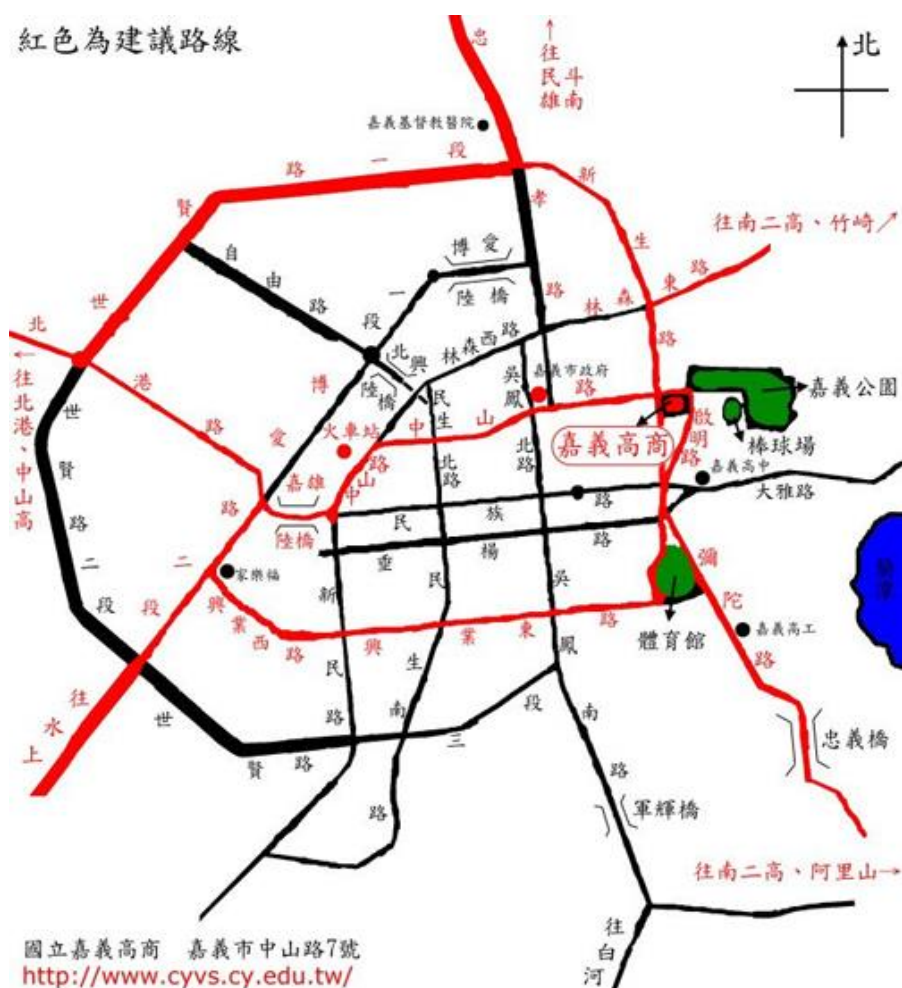 紅色為建議路線
北
忠孝路
↑往民雄
斗南
嘉義基督教醫院
世賢路一段
新生路
往南二高、竹崎↗
自由路
博愛
陸橋
博愛路一段
北興
陸橋
林森西路
林森東路
北港路
←往北港、中山高
嘉義市政府
吳鳳北路
民生北路
火車站
中山路
中山路
嘉義公園
棒球場
嘉義高商
啟明路
嘉義高中
大雅路
嘉雄
陸橋
民族路
垂楊路
世賢路二段
家樂福
二段
興業西路
興業東路
彌陀路
體育館
嘉義高工
蘭潭
新民路
民生南路
吳鳳南路
世賢路三段
往水上
忠義橋
軍輝橋
往南二高、阿里山→
往白河
國立嘉義高商 嘉義市中山路7號
http://www.cyvs.cy.edu.tw/